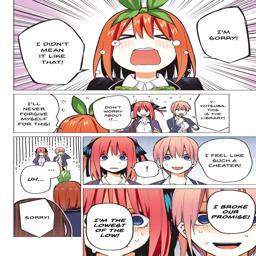 I'M
SORRY!
I DIDN'T
MEAN IT
LIKE
THAT!
Y-
YOTSUBA,
THIS IS
THE
LIBRARY!
DON'T
WORRY
ABOUT
IT...
I'LL
NEVER
FORGIVE
MYSELF
FOR THIS!
I FEEL LIKE
SUCH A
CHEATER!
!
I BROKE
OUR
PROMISE!
I'M THE
LOWEST
OF THE
LOW!
UH...
SORRY!